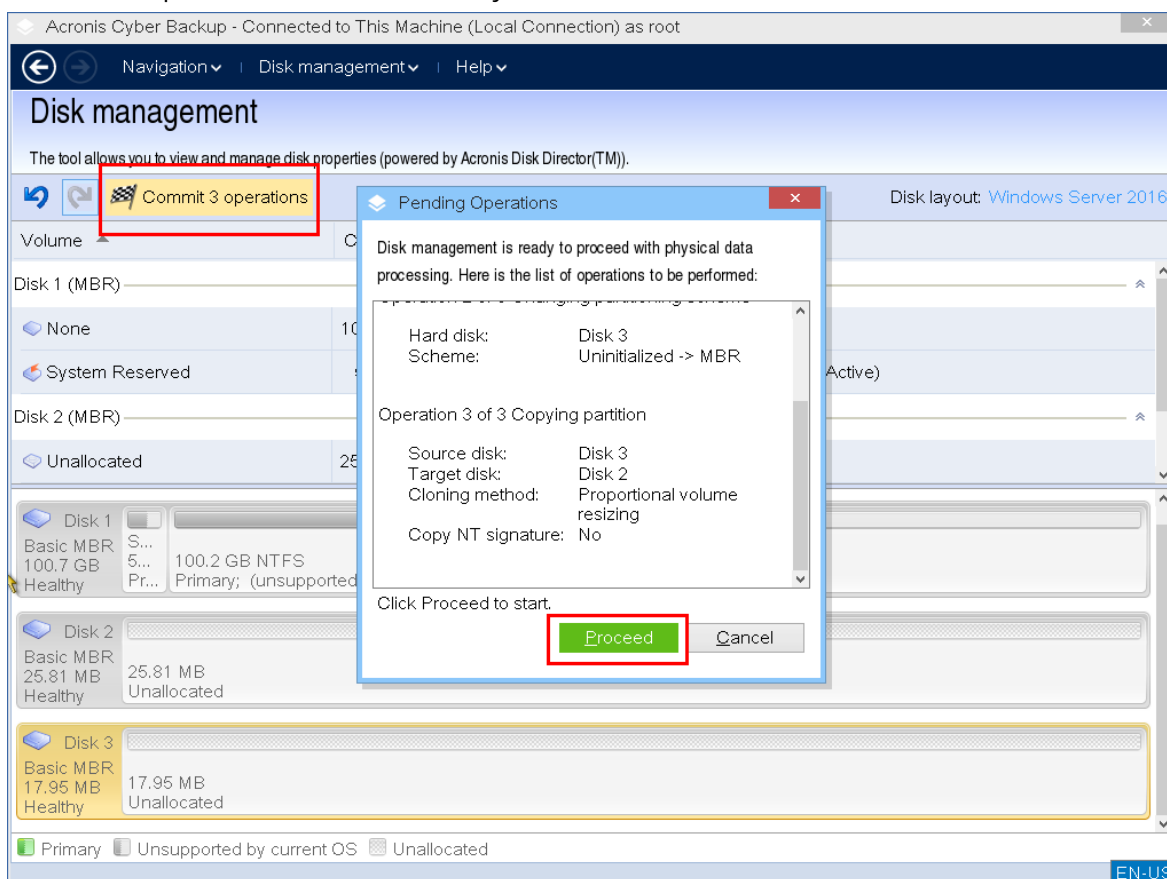 Acronis Cyber Backup - Connected to This Machine (Local Connection) as root
Navigation Disk management Help
Disk management
The tool allows you to view and manage disk properties (powered by Acronis Disk Director(TM)).
Commit 3 operations
Disk layout: Windows Server 2016
Volume
C
Disk 1 (MBR)
None
10
System Reserved
Active)
Disk 2 (MBR)
Unallocated
25
Pending Operations
Disk management is ready to proceed with physical data
processing. Here is the list of operations to be performed:
Hard disk: Disk 3
Scheme: Uninitialized -> MBR
Operation 3 of 3 Copying partition
Source disk: Disk 3
Target disk: Disk 2
Cloning method: Proportional volume
resizing
Copy NT signature: No
Click Proceed to start.
Proceed Cancel
Disk 1
Basic MBR
100.7 GB
Healthy
S...
5...
Pr...
100.2 GB NTFS
Primary; (unsupported
Disk 2
Basic MBR
25.81 MB
Healthy
25.81 MB
Unallocated
Disk 3
Basic MBR
17.95 MB
Healthy
17.95 MB
Unallocated
Primary Unsupported by current OS Unallocated
EN-US